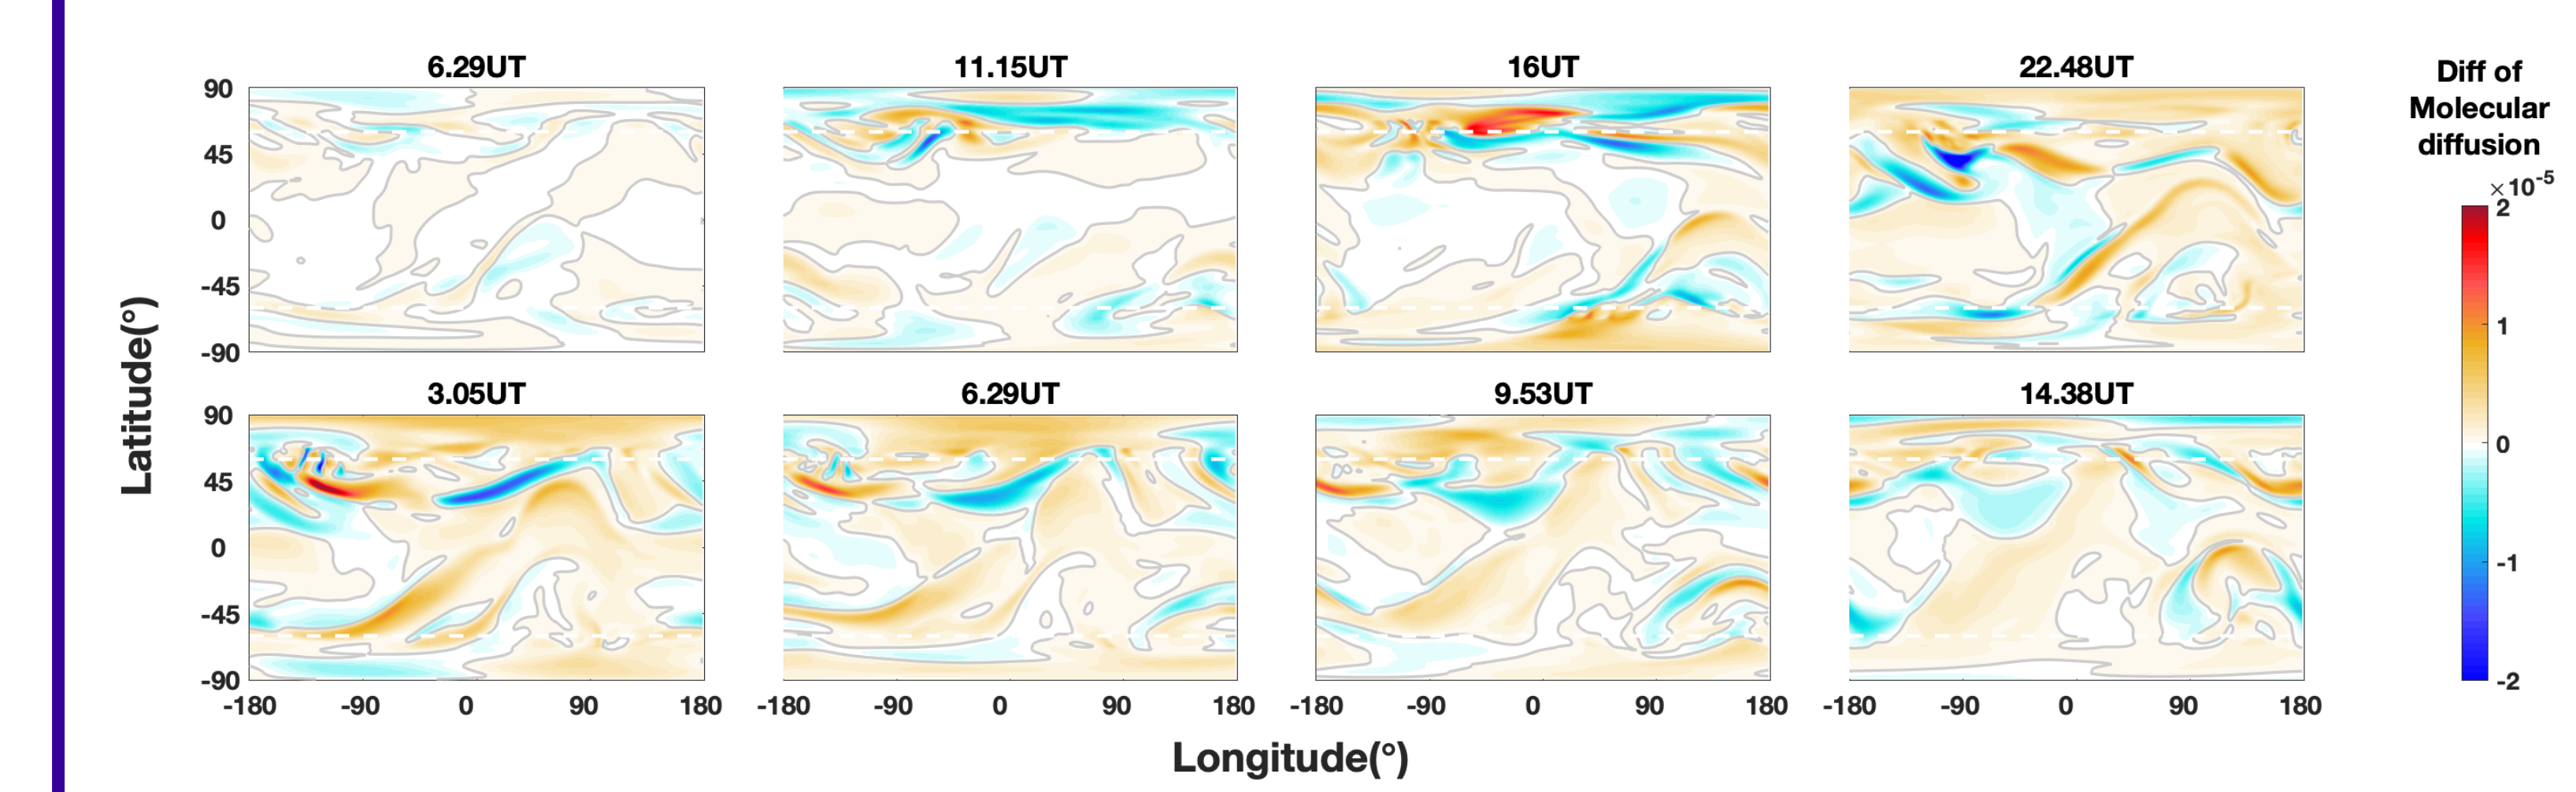 6.29UT 11.15UT 16UT 22.48UT
Diff of
Molecular
diffusion
×10-5
90
45
0
-45
-90
2
1
0
-1
-2
3.05UT 6.29UT 9.53UT 14.38UT
90
45
0
-45
-90
-180 -90 0 90 180 -180 -90 0 90 180 -180 -90 0 90 180 -180 -90 0 90 180
Latitude(°)
Longitude(°)